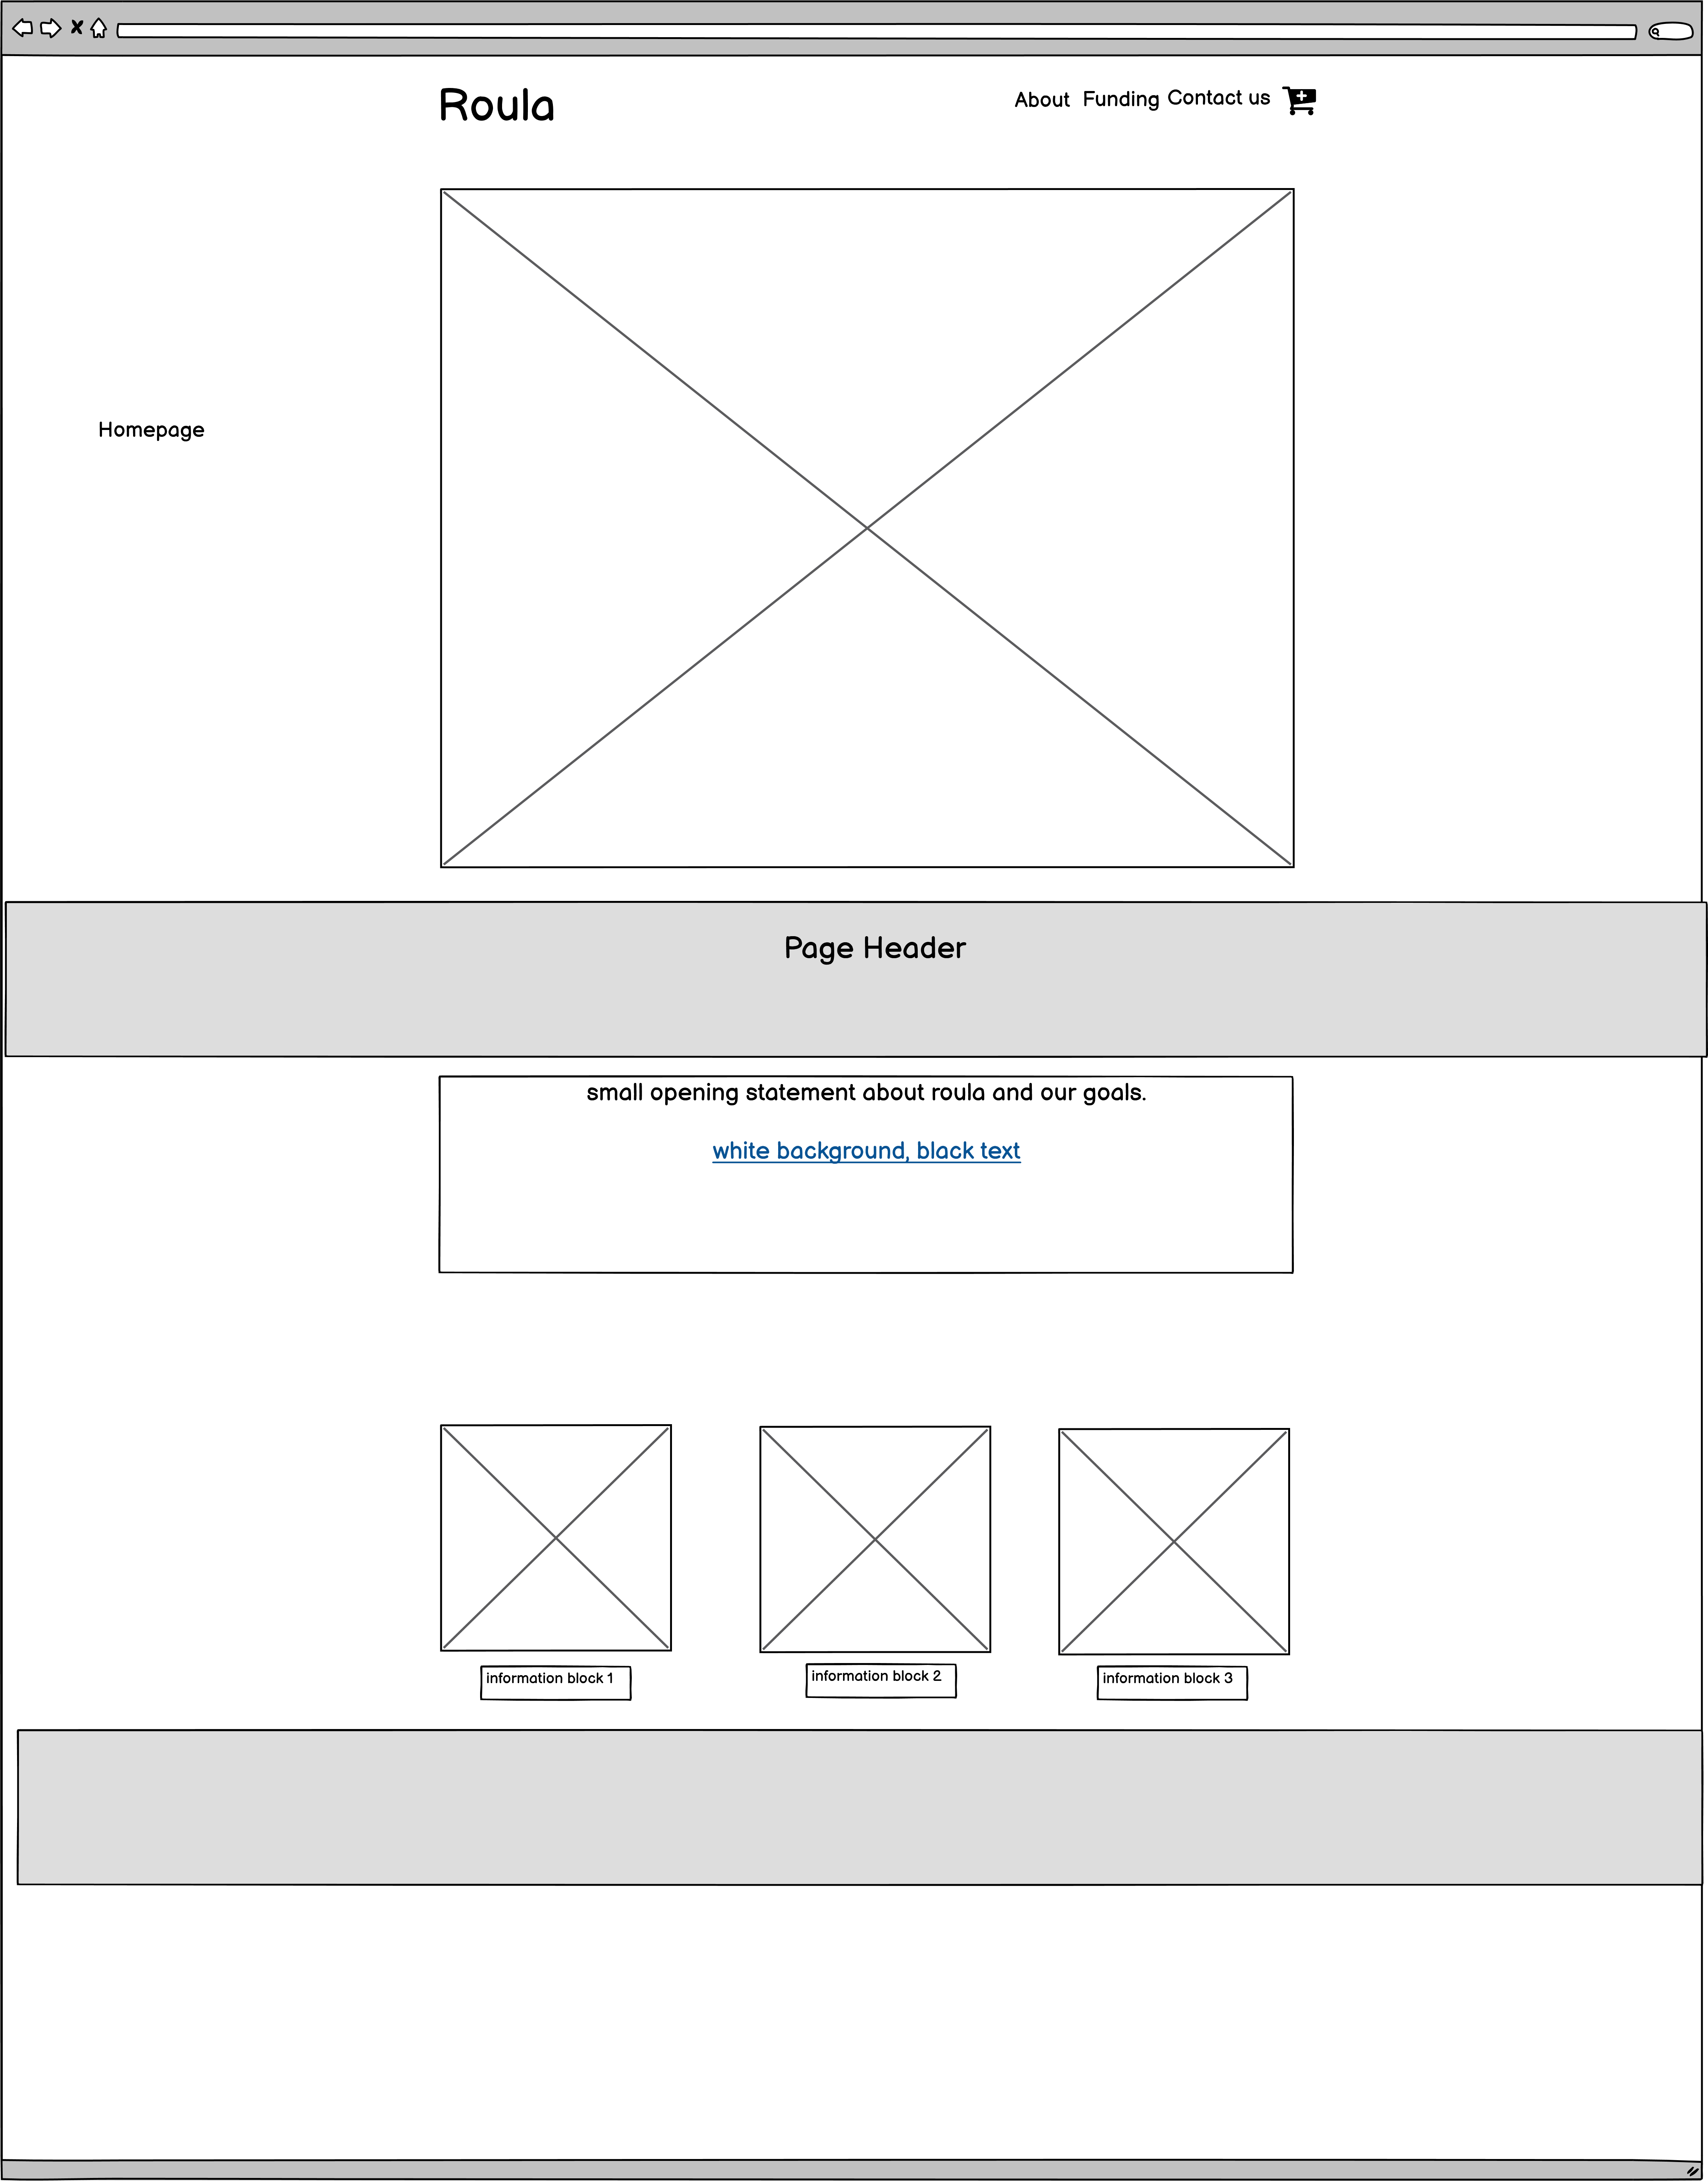 Roula
About Funding Contact us
Homepage
Page Header
small opening statement about roula and our goals.
white background, black text
information block 1
information block 2
information block 3